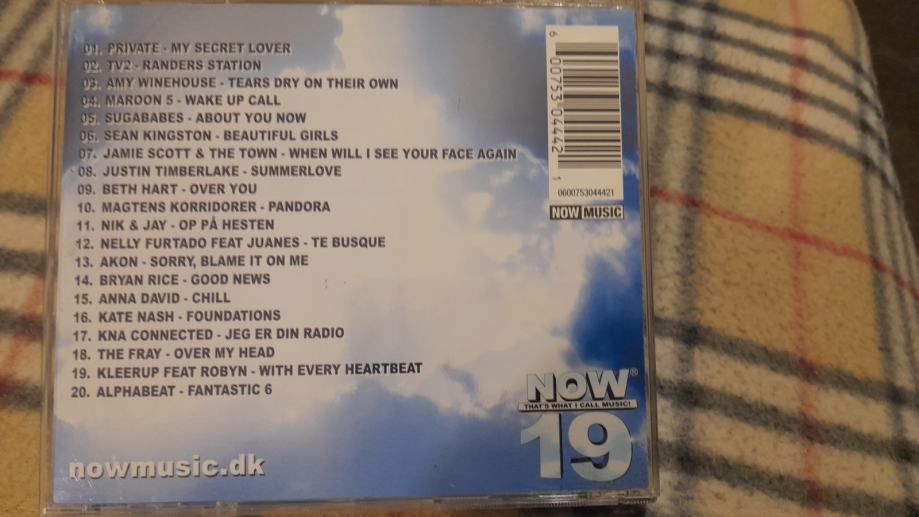 01. PRIVATE - MY SECRET LOVER
02. TV2 - RANDERS STATION
03. AMY WINEHOUSE - TEARS DRY ON THEIR OWN
04. MAROON 5 - WAKE UP CALL
05. SUGABABES - ABOUT YOU NOW
06. SEAN KINGSTON - BEAUTIFUL GIRLS
07. JAMIE SCOTT & THE TOWN - WHEN WILL I SEE YOUR FACE AGAIN
08. JUSTIN TIMBERLAKE - SUMMERLOVE
09. BETH HART - OVER YOU
10. MAGTENS KORRIDORER - PANDORA
11. NIK & JAY - OP PÅ HESTEN
12. NELLY FURTADO FEAT JUANES - TE BUSQUE
13. AKON - SORRY, BLAME IT ON ME
14. BRYAN RICE - GOOD NEWS
15. ANNA DAVID - CHILL
16. KATE NASH - FOUNDATIONS
17. KNA CONNECTED - JEG ER DIN RADIO
18. THE FRAY - OVER MY HEAD
19. KLEERUP FEAT ROBYN - WITH EVERY HEARTBEAT
20. ALPHABEAT - FANTASTIC 6
nowmusic.dk
6 00753 04442 1
0600753044421
NOW MUSIC
NOW®
THAT'S WHAT I CALL MUSIC!
19